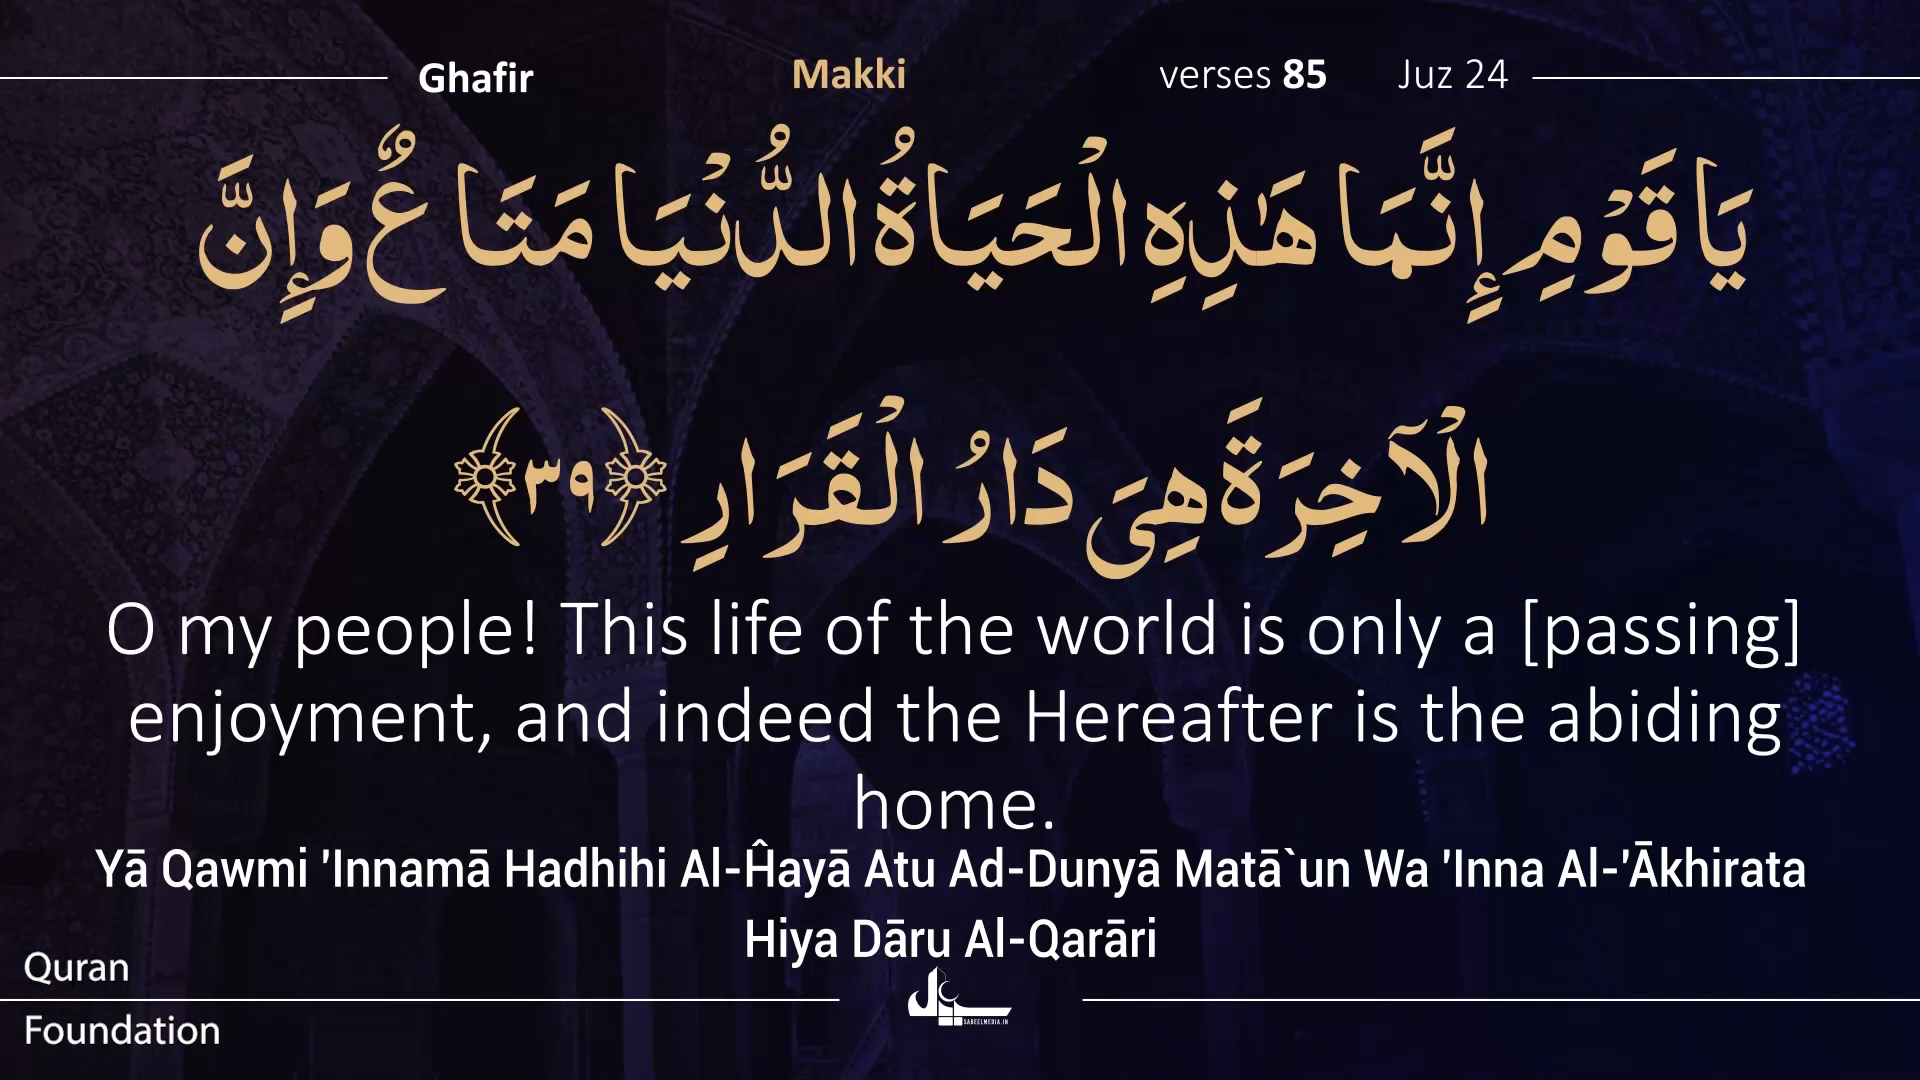 Ghafir Makki verses 85 Juz 24
يَا قَوْمِ إِنَّمَا هَٰذِهِ الْحَيَاةُ الدُّنْيَا مَتَاعٌ وَإِنَّ
الْآخِرَةَ هِيَ دَارُ الْقَرَارِ ﴿٣٩﴾
O my people! This life of the world is only a [passing]
enjoyment, and indeed the Hereafter is the abiding
home.
Yā Qawmi 'Innamā Hadhihi Al-Ĥayā Atu Ad-Dunyā Matā`un Wa 'Inna Al-'Ākhirata
Hiya Dāru Al-Qarāri
Quran
Foundation
SABEELMEDIA.IN